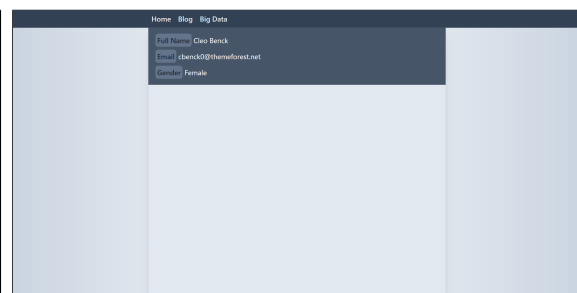 Home Blog Big Data
Full Name Cleo Benck
Email cbenck0@themeforest.net
Gender Female